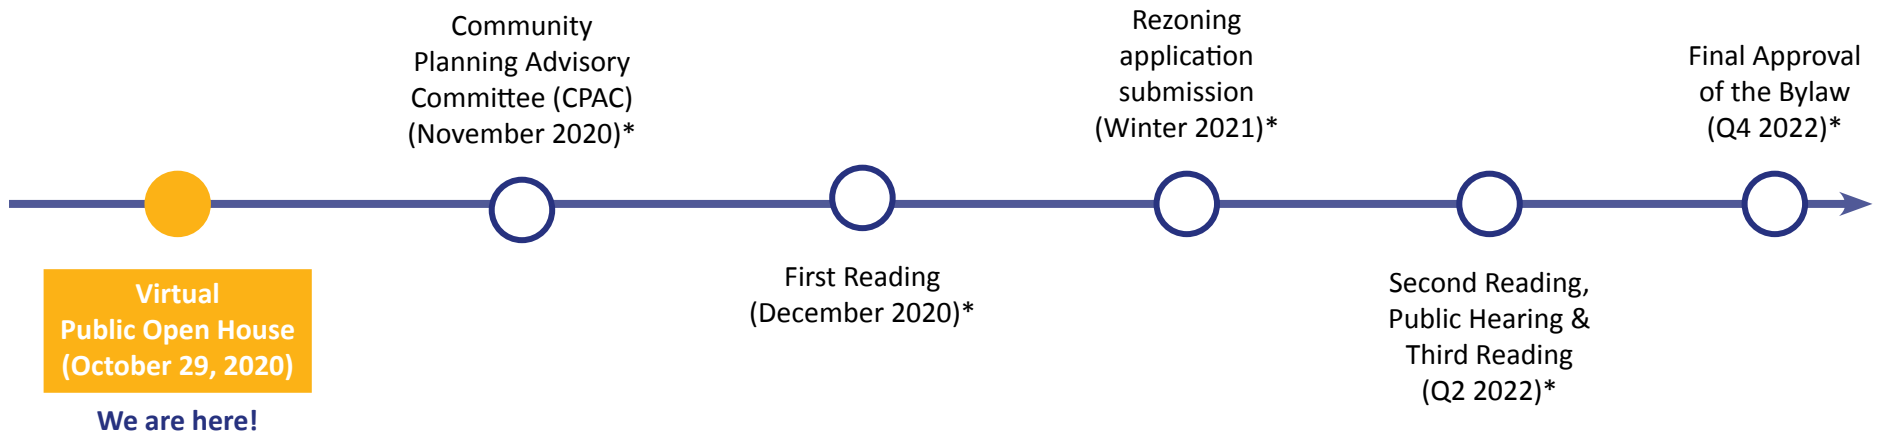 Virtual
Public Open House
(October 29, 2020)
We are here!
Community
Planning Advisory
Committee (CPAC)
(November 2020)*
First Reading
(December 2020)*
Rezoning
application
submission
(Winter 2021)*
Second Reading,
Public Hearing &
Third Reading
(Q2 2022)*
Final Approval
of the Bylaw
(Q4 2022)*